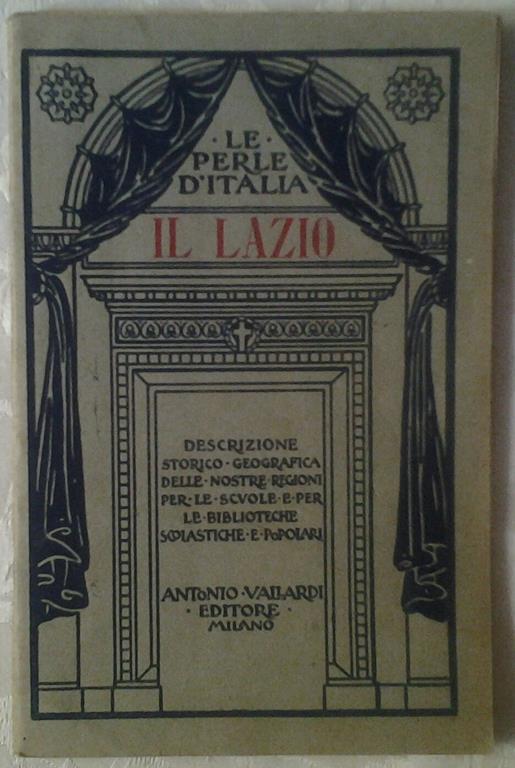 · LE ·
PERLE
D'ITALIA
IL LAZIO
DESCRIZIONE
STORICO · GEOGRAFICA
DELLE · NOSTRE · REGIONI
PER · LE · SCVOLE · E · PER
LE · BIBLIOTECHE
SCOLASTICHE · E · POPOLARI
ANTONIO · VALLARDI
· EDITORE ·
MILANO